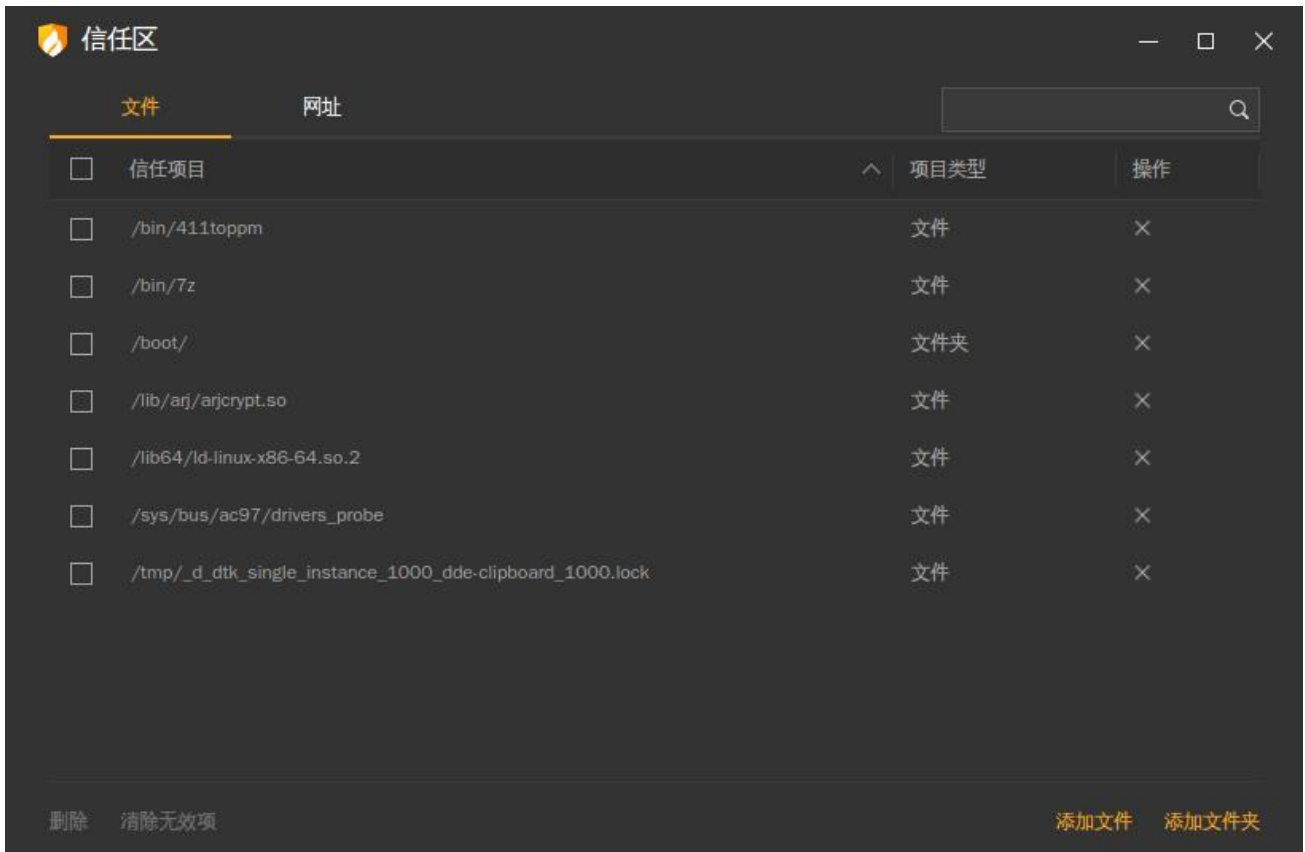 信任区
文件 网址
信任项目 项目类型 操作
/bin/411toppm 文件
/bin/7z 文件
/boot/ 文件夹
/lib/arj/arjcrypt.so 文件
/lib64/ld-linux-x86-64.so.2 文件
/sys/bus/ac97/drivers_probe 文件
/tmp/_d_dtk_single_instance_1000_dde-clipboard_1000.lock 文件
删除 清除无效项 添加文件 添加文件夹